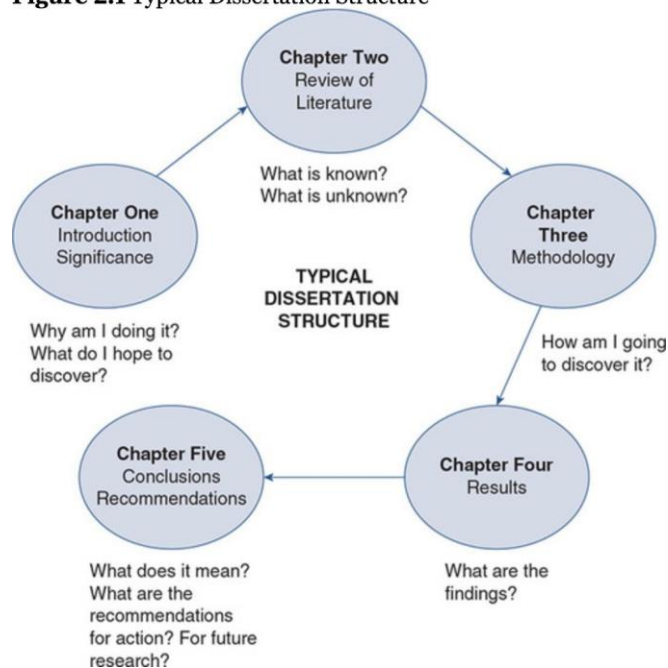 Figure 2.1 Typical Dissertation Structure
Chapter Two
Review of
Literature
What is known?
What is unknown?
Chapter One
Introduction
Significance
Why am I doing it?
What do I hope to
discover?
TYPICAL
DISSERTATION
STRUCTURE
Chapter
Three
Methodology
How am I going
to discover it?
Chapter Four
Results
What are the
findings?
Chapter Five
Conclusions
Recommendations
What does it mean?
What are the
recommendations
for action? For future
research?